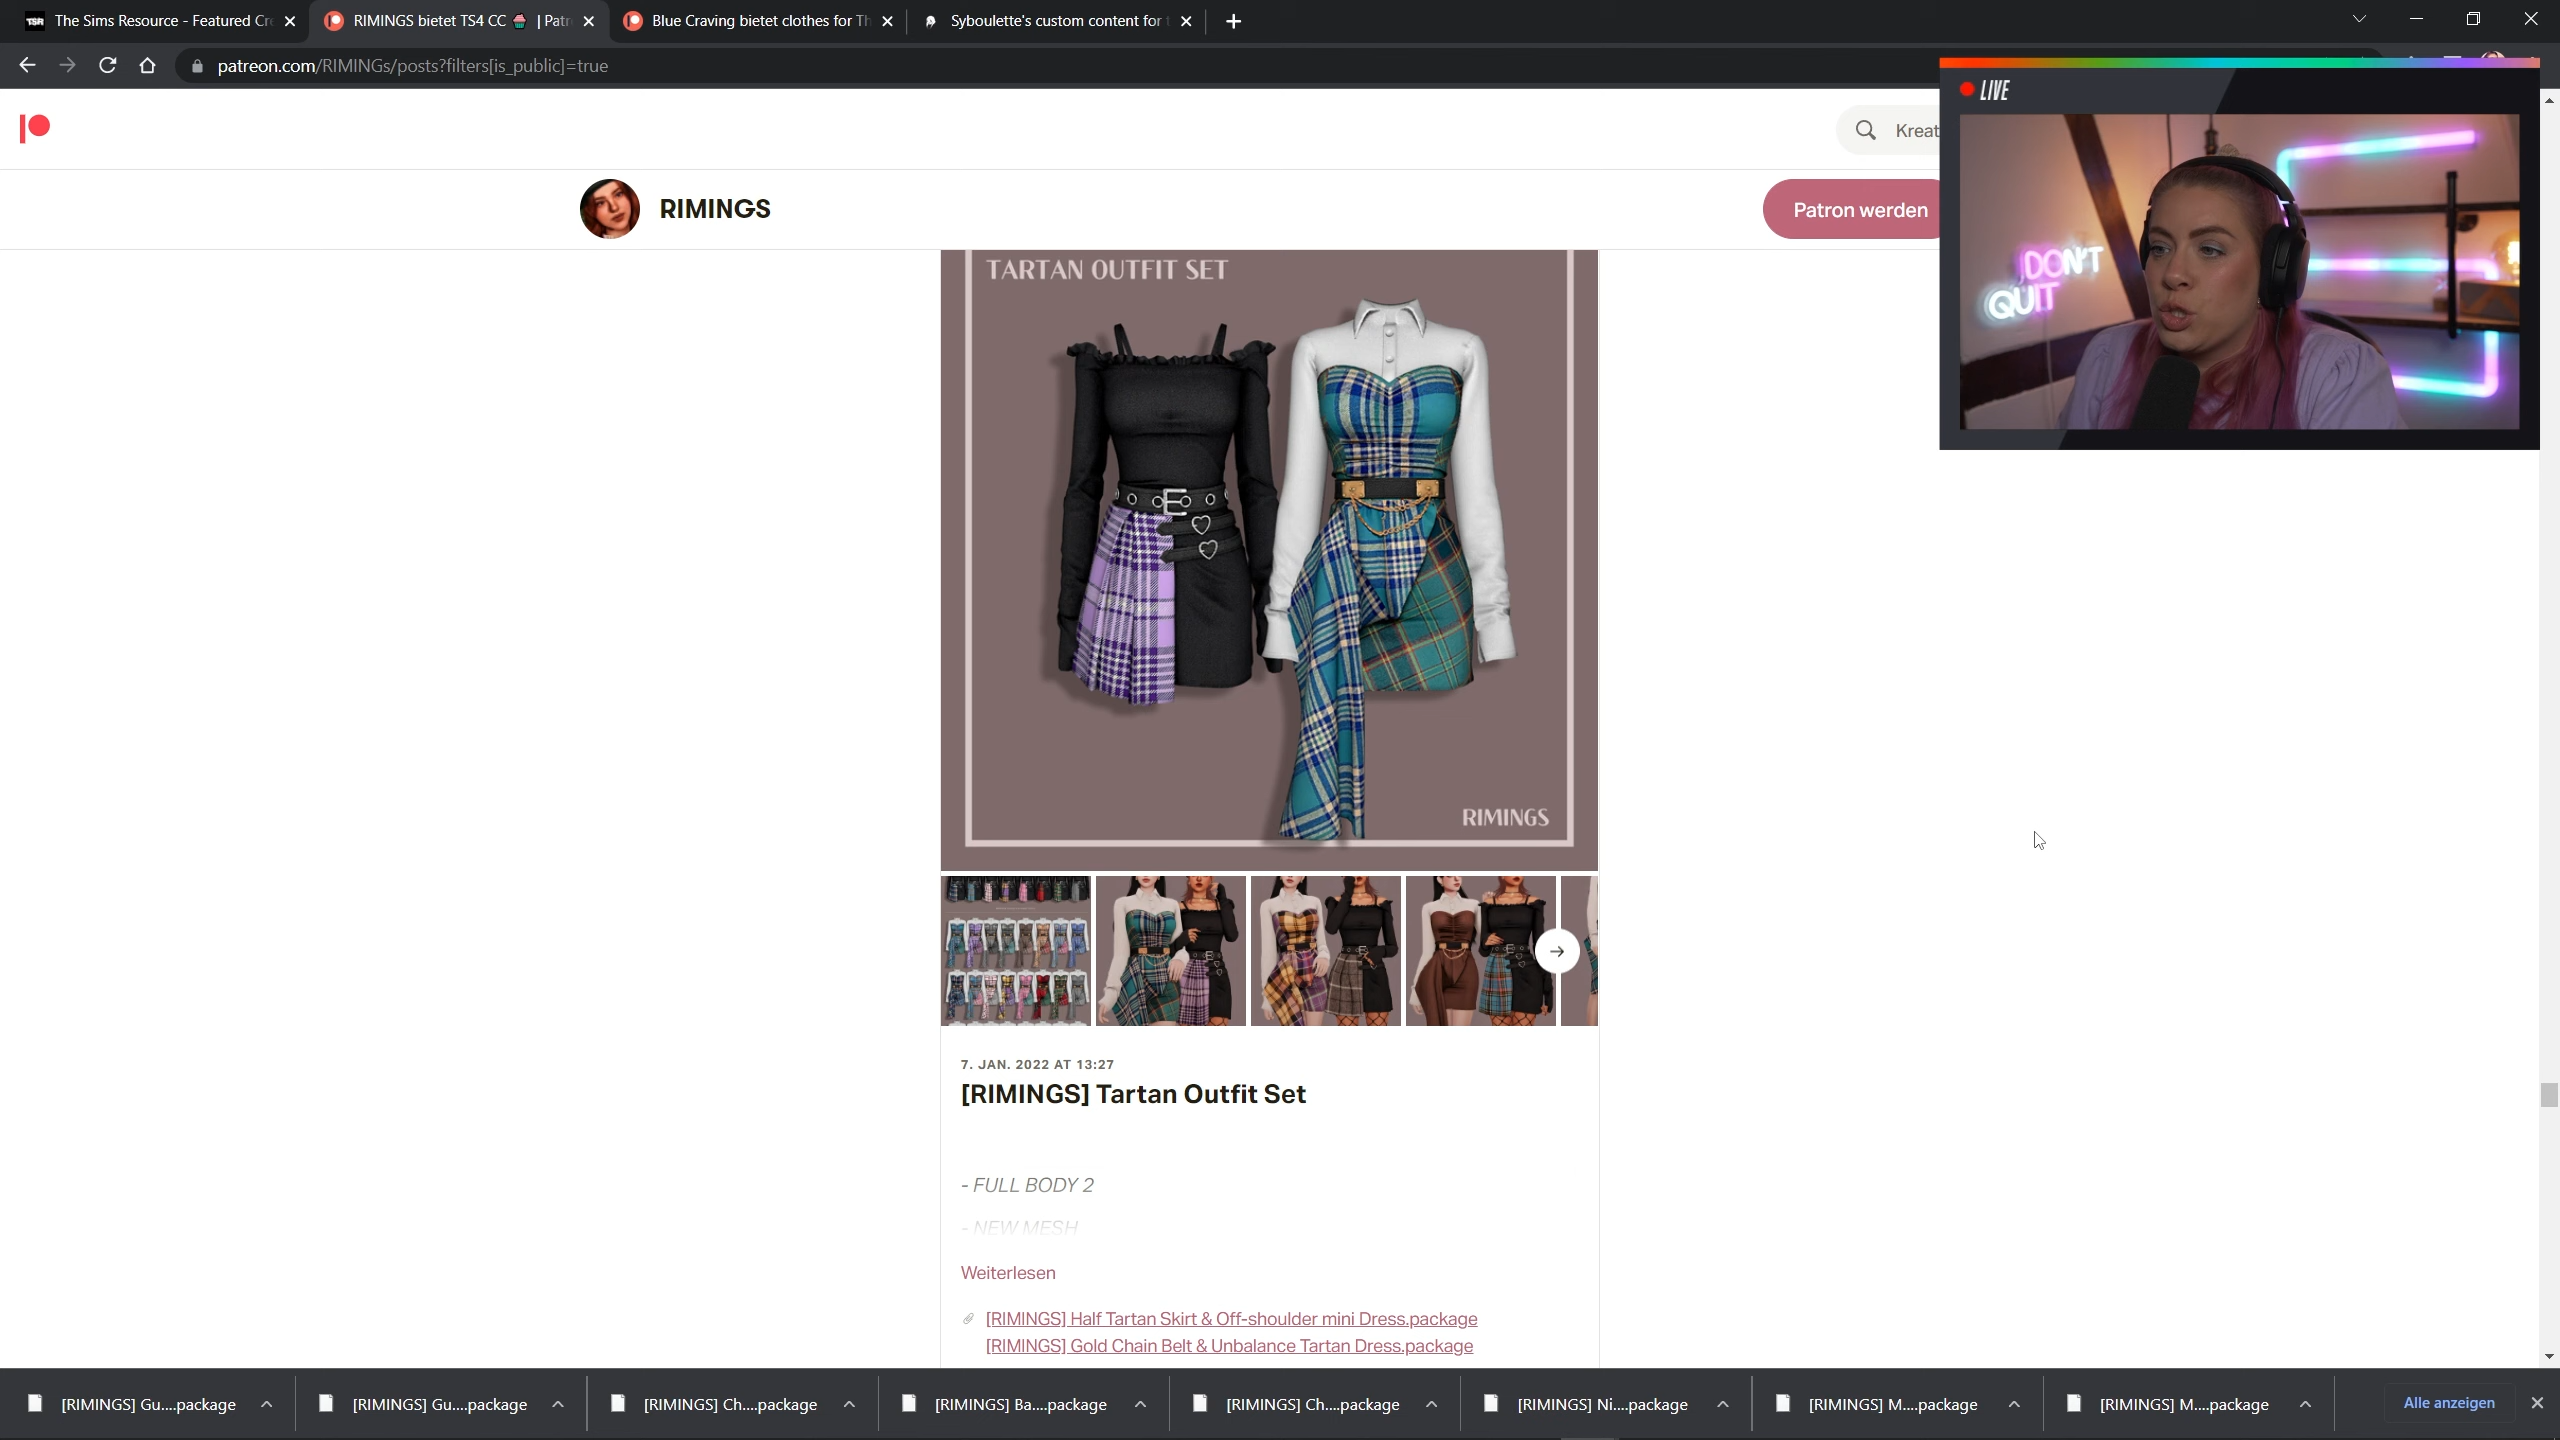 The Sims Resource - Featured Cr
RIMINGS bietet TS4 CC 🧁 | Patr
Blue Craving bietet clothes for Th
Syboulette's custom content for t
patreon.com/RIMINGs/posts?filters[is_public]=true
LIVE
Kreat
RIMINGS
Patron werden
DON'T
QUIT
TARTAN OUTFIT SET
RIMINGS
7. JAN. 2022 AT 13:27
[RIMINGS] Tartan Outfit Set
- FULL BODY 2
- NEW MESH
Weiterlesen
[RIMINGS] Half Tartan Skirt & Off-shoulder mini Dress.package
[RIMINGS] Gold Chain Belt & Unbalance Tartan Dress.package
[RIMINGS] Gu....package
[RIMINGS] Gu....package
[RIMINGS] Ch....package
[RIMINGS] Ba....package
[RIMINGS] Ch....package
[RIMINGS] Ni....package
[RIMINGS] M....package
[RIMINGS] M....package
Alle anzeigen